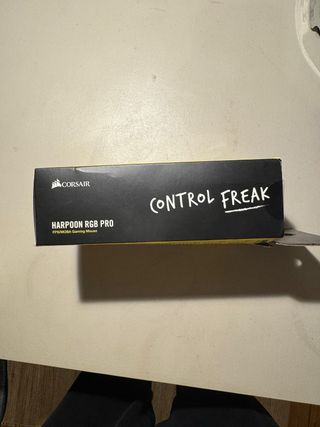 CORSAIR
CONTROL FREAK
HARPOON RGB PRO
FPS/MOBA Gaming Mouse